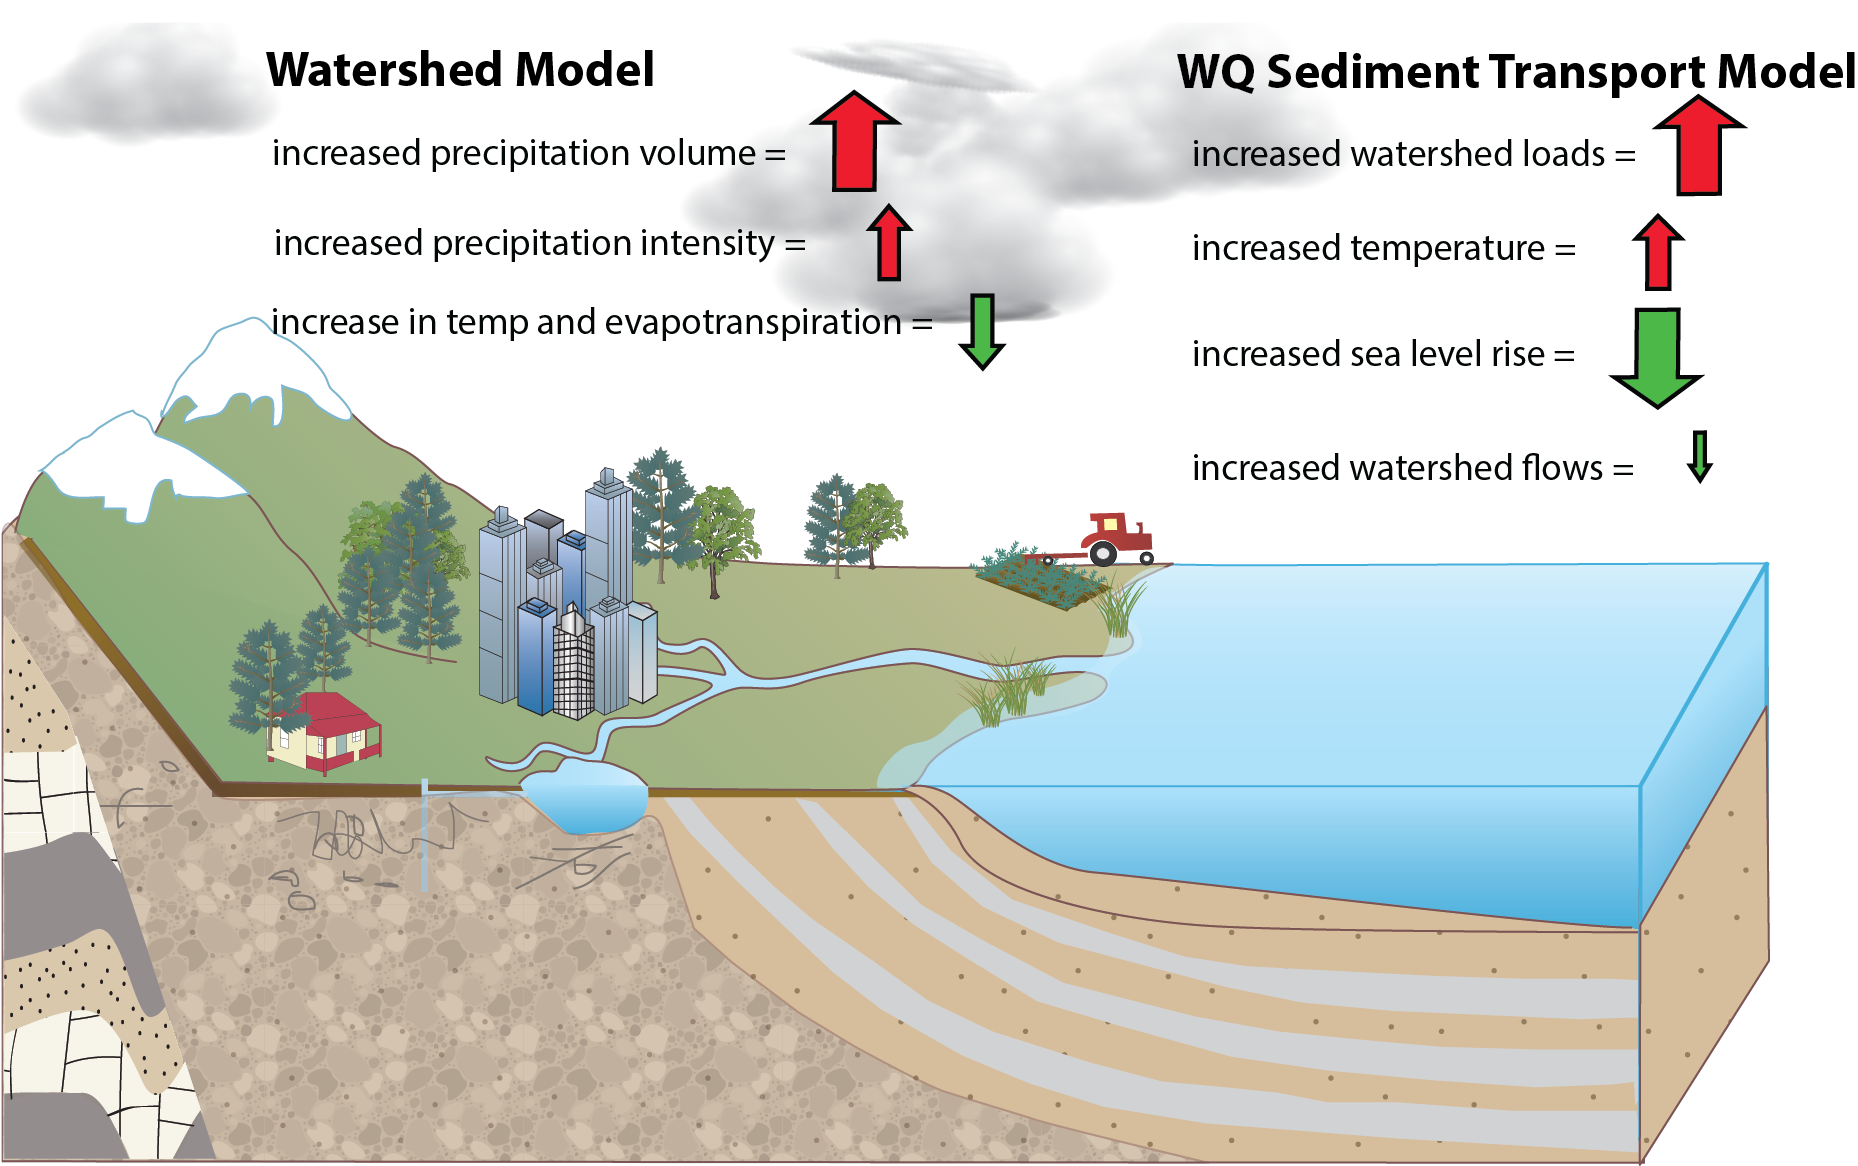 Watershed Model
increased precipitation volume =
increased precipitation intensity =
increase in temp and evapotranspiration =
WQ Sediment Transport Model
increased watershed loads =
increased temperature =
increased sea level rise =
increased watershed flows =